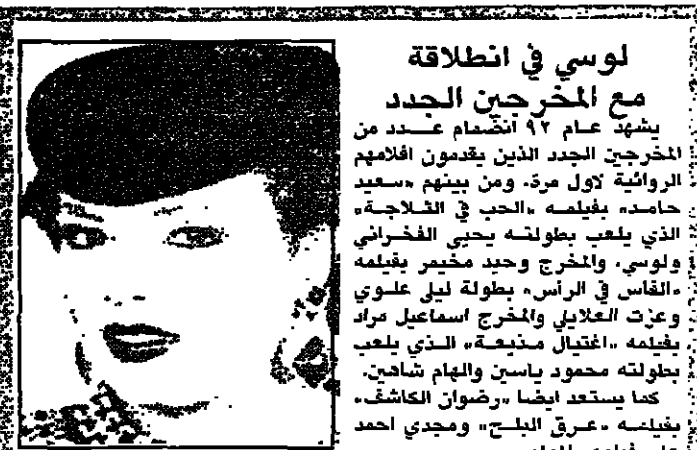 لوسي في انطلاقة
مع المخرجين الجدد
يشهد عام ٩٢ انضمام عدد من
المخرجين الجدد الذين يقدمون افلامهم
الروائية لاول مرة. ومن بينهم «سعيد
حامد» بفيلمه «الحب في الثلاجة»
الذي يلعب بطولته يحيى الفخراني
ولوسي. والمخرج وحيد مخيمر بفيلمه
«الفاس في الراس» بطولة ليلى علوي
وعزت العلايلي والمخرج اسماعيل مراد
بفيلمه «اغتيال مذيعة» الذي يلعب
بطولته محمود ياسين والهام شاهين.
كما يستعد ايضا «رضوان الكاشف»
بفيلمه «عرق البلح» ومجدي احمد